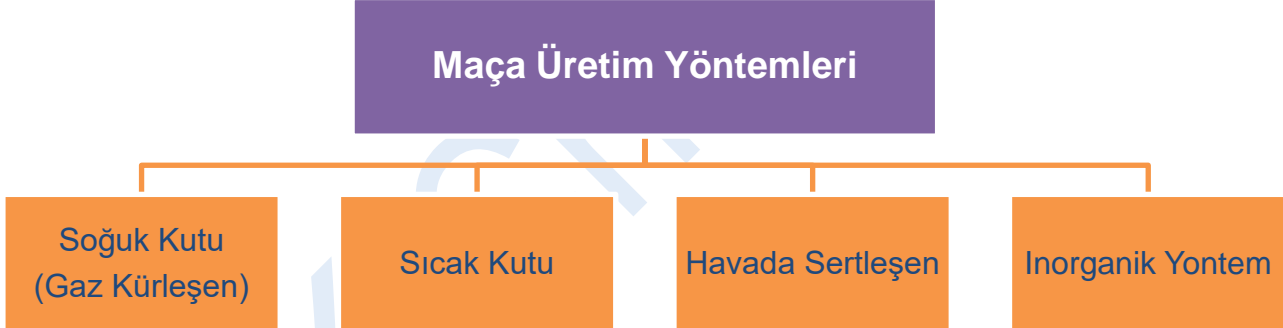 Maça Üretim Yöntemleri
Soğuk Kutu
(Gaz Kürleşen)
Sıcak Kutu
Havada Sertleşen
Inorganik Yontem